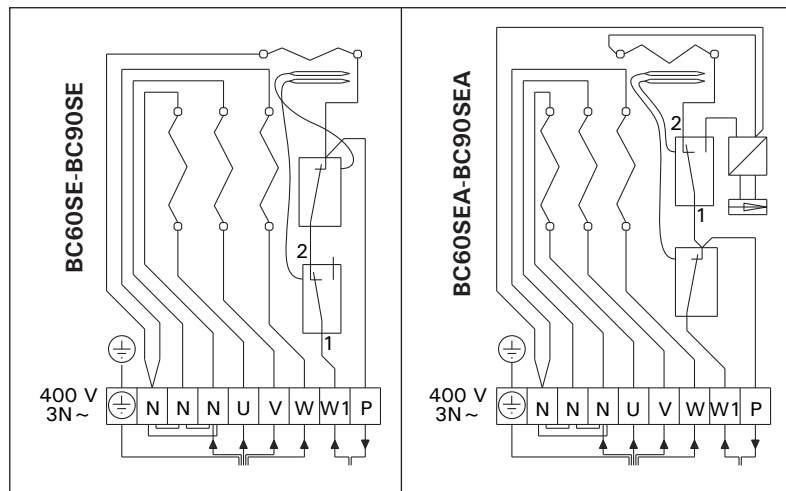 BC60SE-BC90SE
2
1
400 V
3N~
N N N U V W W1 P
BC60SEA-BC90SEA
2
1
400 V
3N~
N N N U V W W1 P